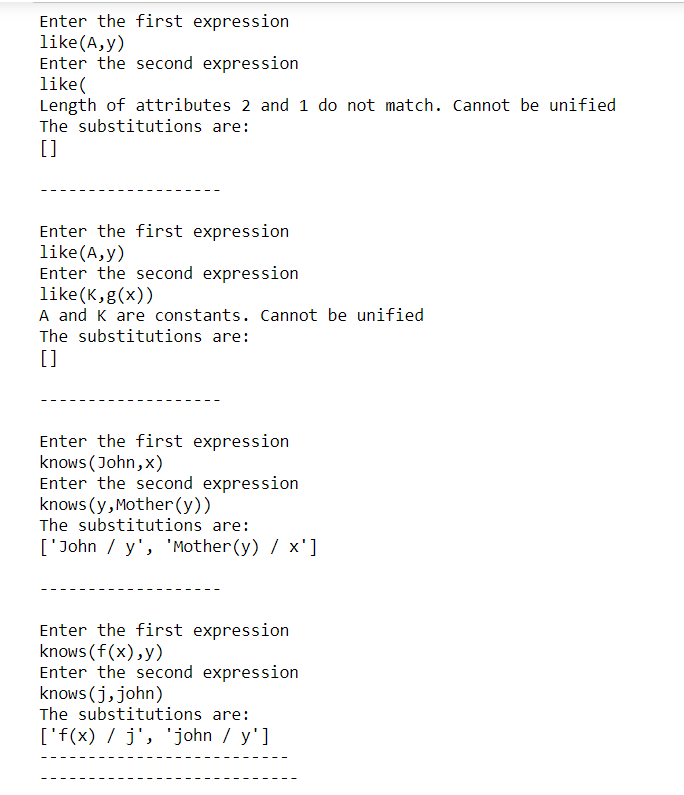 Enter the first expression
like(A,y)
Enter the second expression
like(
Length of attributes 2 and 1 do not match. Cannot be unified
The substitutions are:
[]
-------------------
Enter the first expression
like(A,y)
Enter the second expression
like(K,g(x))
A and K are constants. Cannot be unified
The substitutions are:
[]
-------------------
Enter the first expression
knows(John,x)
Enter the second expression
knows(y,Mother(y))
The substitutions are:
['John / y', 'Mother(y) / x']
-------------------
Enter the first expression
knows(f(x),y)
Enter the second expression
knows(j,john)
The substitutions are:
['f(x) / j', 'john / y']
--------------------------
---------------------------